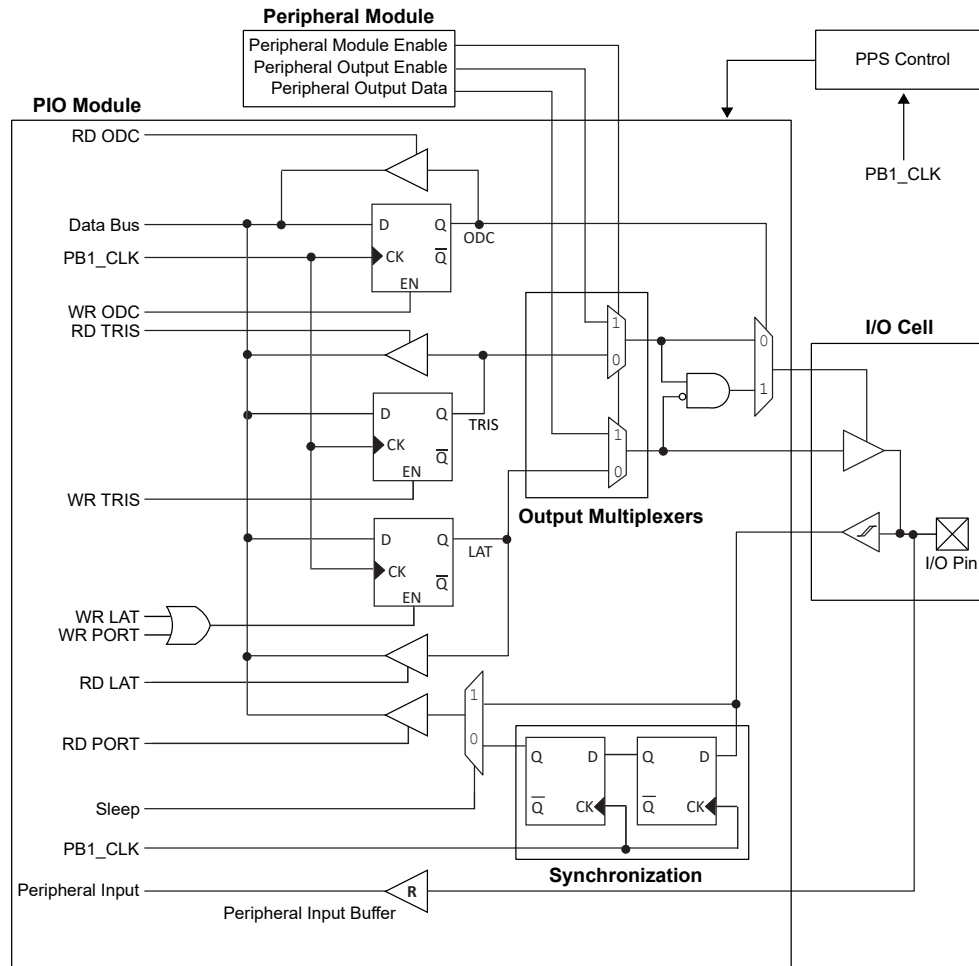 Peripheral Module
Peripheral Module Enable
Peripheral Output Enable
Peripheral Output Data
PPS Control
PB1_CLK
PIO Module
RD ODC
Data Bus
D
Q
ODC
PB1_CLK
CK
Q
EN
WR ODC
RD TRIS
1
0
0
1
I/O Cell
D
Q
TRIS
CK
Q
EN
WR TRIS
1
0
Output Multiplexers
D
Q
LAT
CK
Q
EN
I/O Pin
WR LAT
WR PORT
RD LAT
1
0
RD PORT
Q
D
Q
D
Q
CK
Q
CK
Sleep
PB1_CLK
Synchronization
Peripheral Input
R
Peripheral Input Buffer